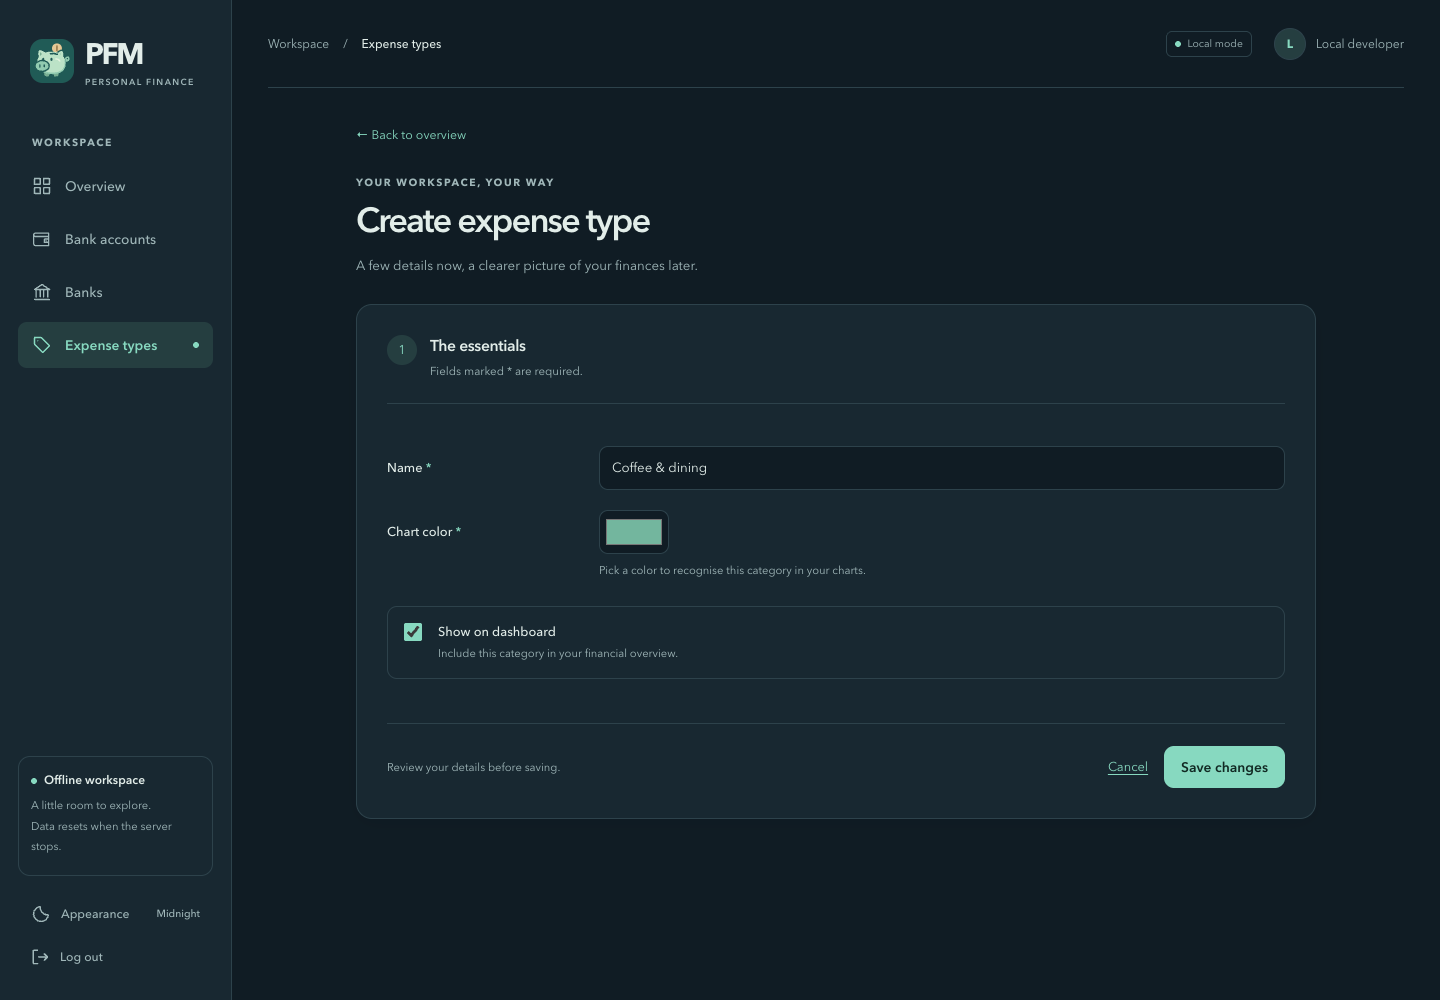 PFM
PERSONAL FINANCE
WORKSPACE
Overview
Bank accounts
Banks
Expense types
Offline workspace
A little room to explore.
Data resets when the server
stops.
Appearance Midnight
Log out
Workspace / Expense types
Local mode
L Local developer
← Back to overview
YOUR WORKSPACE, YOUR WAY
Create expense type
A few details now, a clearer picture of your finances later.
1 The essentials
Fields marked * are required.
Name * Coffee & dining
Chart color *
Pick a color to recognise this category in your charts.
Show on dashboard
Include this category in your financial overview.
Review your details before saving. Cancel Save changes